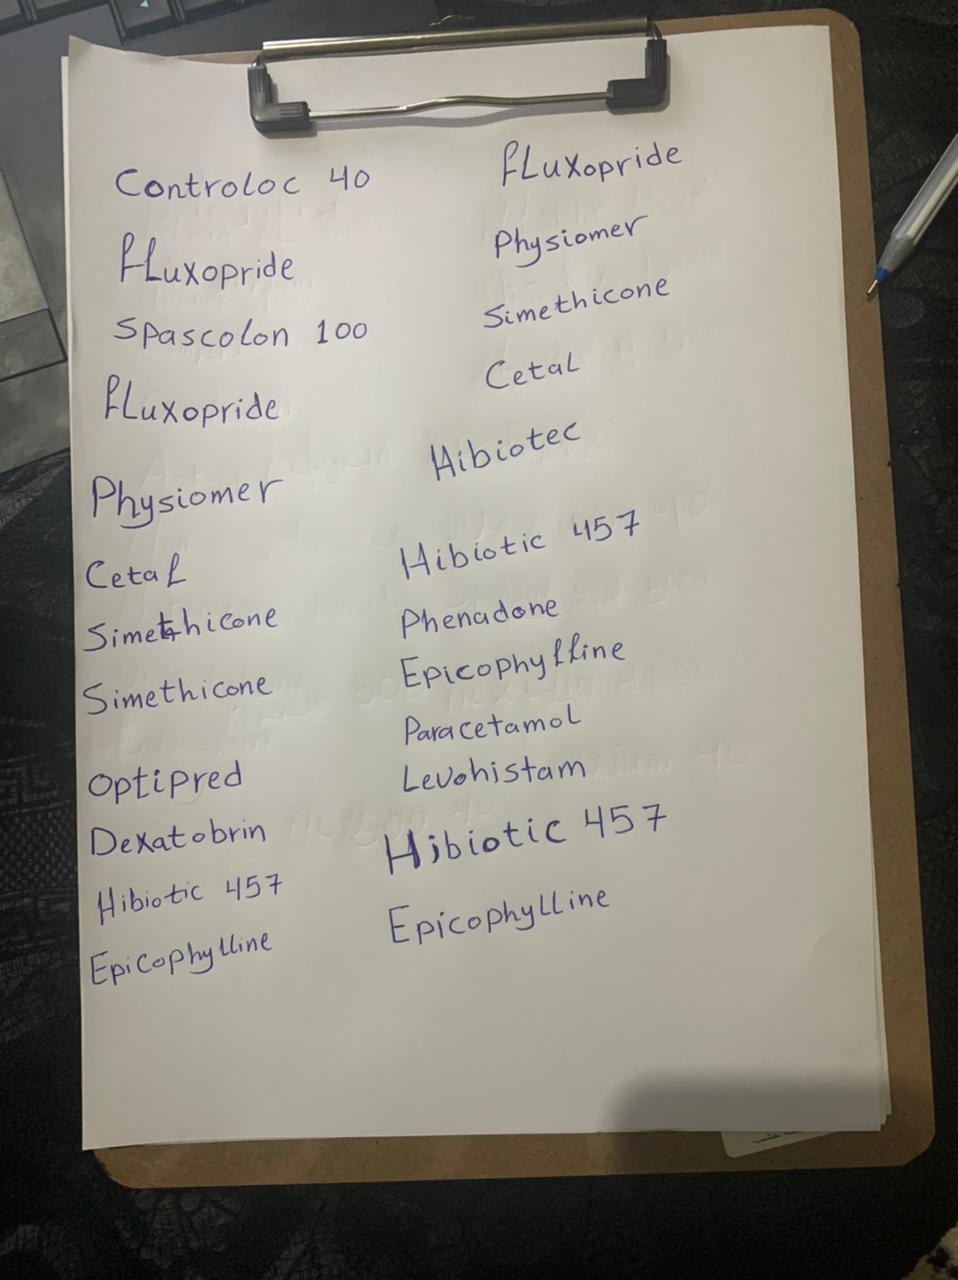 Controloc 40
Fluxopride
Spascolon 100
Fluxopride
Physiomer
Cetal
Simethicone
Simethicone
Optipred
Dexatobrin
Hibiotic 457
Epicophylline
Fluxopride
Physiomer
Simethicone
Cetal
Hibiotec
Hibiotic 457
Phenadone
Epicophylline
Paracetamol
Levohistam
Hibiotic 457
Epicophylline